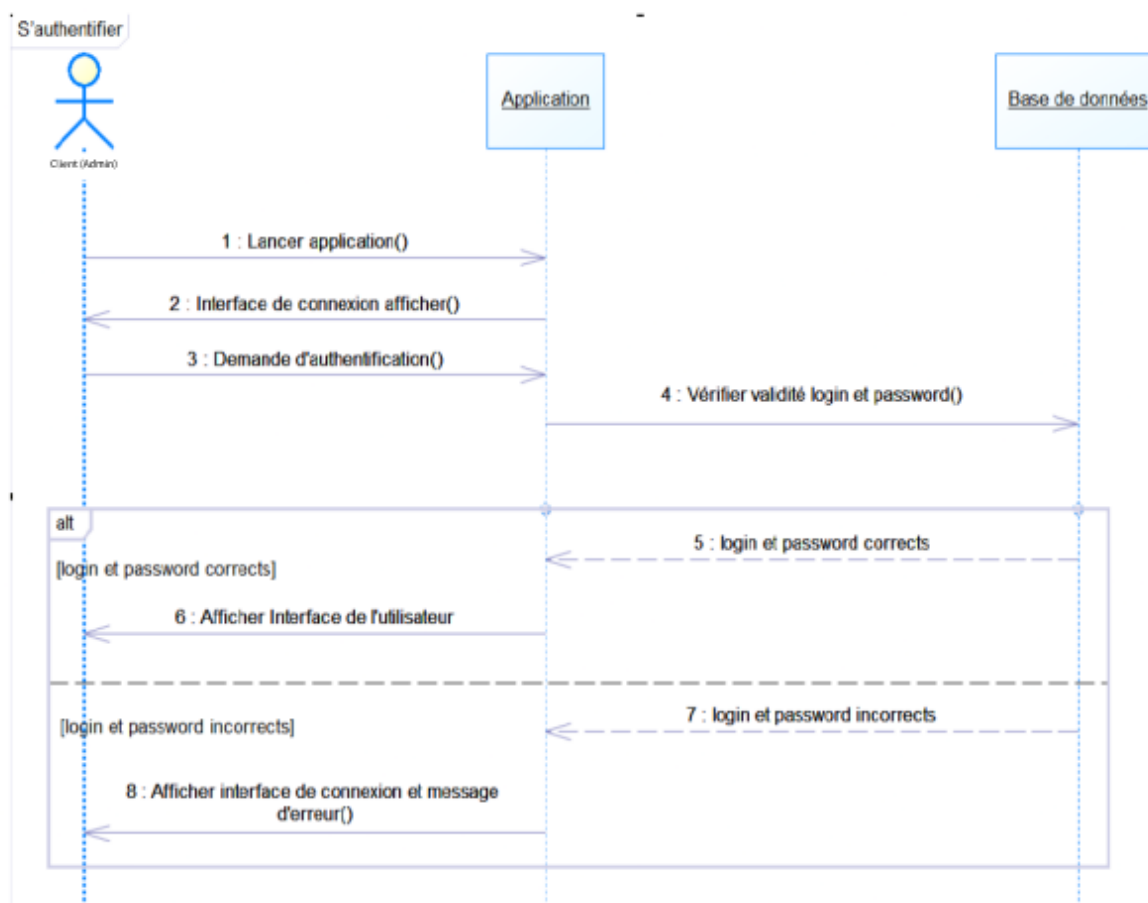 S'authentifier
Application
Base de données
Client (Admin)
1 : Lancer application()
2 : Interface de connexion afficher()
3 : Demande d'authentification()
4 : Vérifier validité login et password()
alt
5 : login et password corrects
[login et password corrects]
6 : Afficher Interface de l'utilisateur
7 : login et password incorrects
[login et password incorrects]
8 : Afficher interface de connexion et message
d'erreur()